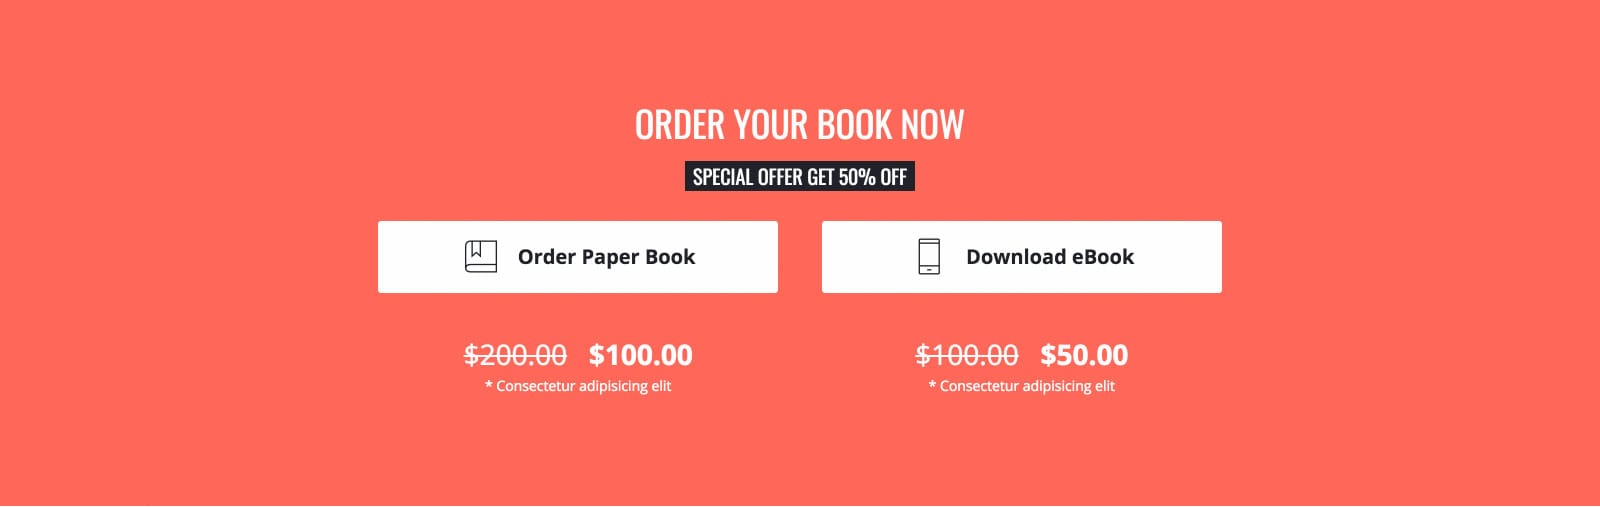 ORDER YOUR BOOK NOW
SPECIAL OFFER GET 50% OFF
Order Paper Book
Download eBook
$200.00 $100.00
* Consectetur adipisicing elit
$100.00 $50.00
* Consectetur adipisicing elit